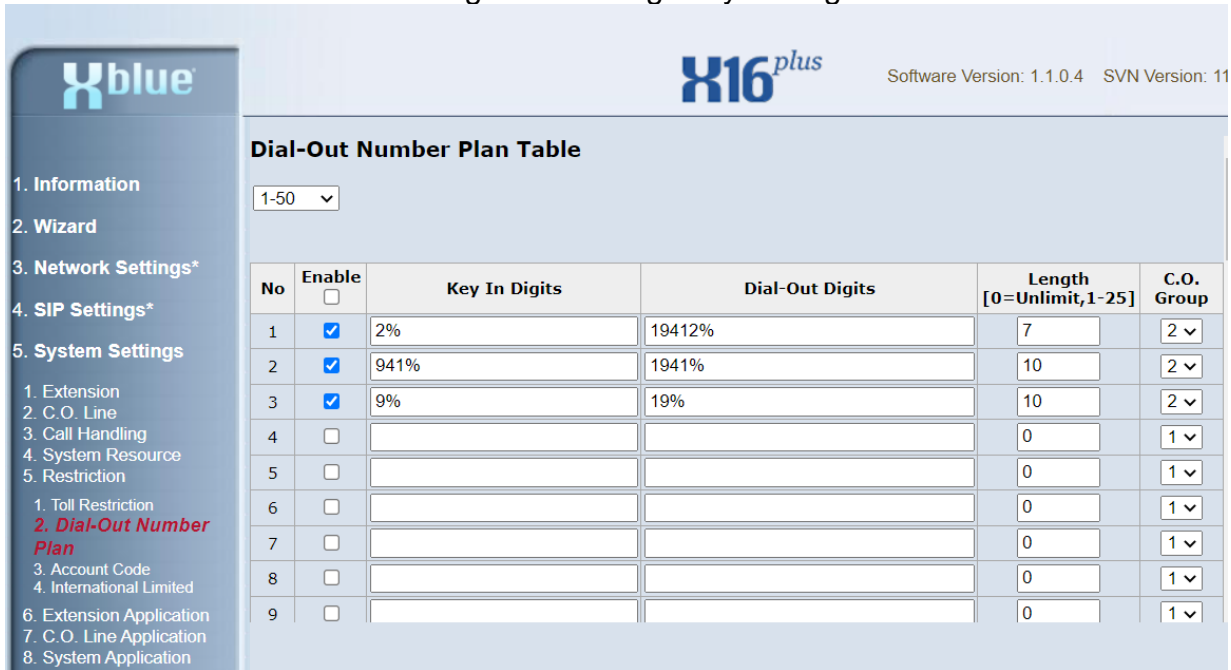 Xblue
X16 plus
Software Version: 1.1.0.4 SVN Version: 11
1. Information
2. Wizard
3. Network Settings*
4. SIP Settings*
5. System Settings
1. Extension
2. C.O. Line
3. Call Handling
4. System Resource
5. Restriction
1. Toll Restriction
2. Dial-Out Number
Plan
3. Account Code
4. International Limited
6. Extension Application
7. C.O. Line Application
8. System Application
Dial-Out Number Plan Table
1-50
No Enable Key In Digits Dial-Out Digits Length [0=Unlimit,1-25] C.O. Group
1 2% 19412% 7 2
2 941% 1941% 10 2
3 9% 19% 10 2
4 0 1
5 0 1
6 0 1
7 0 1
8 0 1
9 0 1